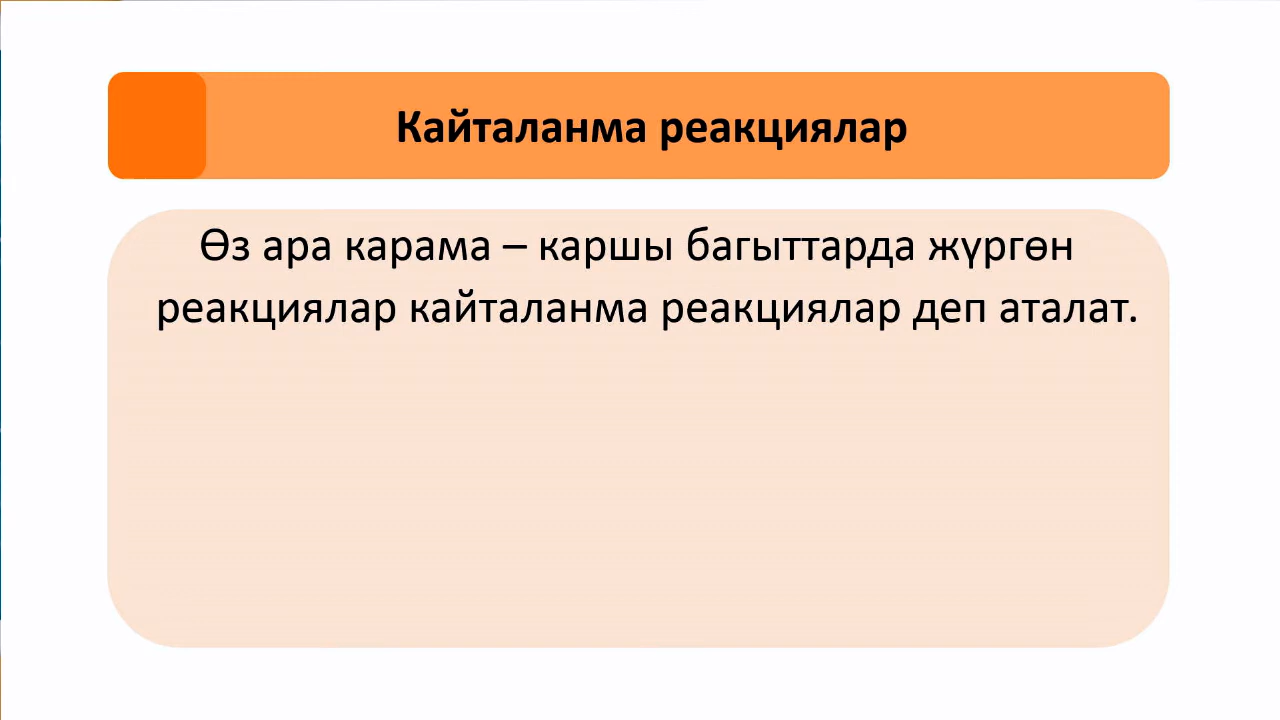 Кайталанма реакциялар
Өз ара карама – каршы багыттарда жүргөн
реакциялар кайталанма реакциялар деп аталат.